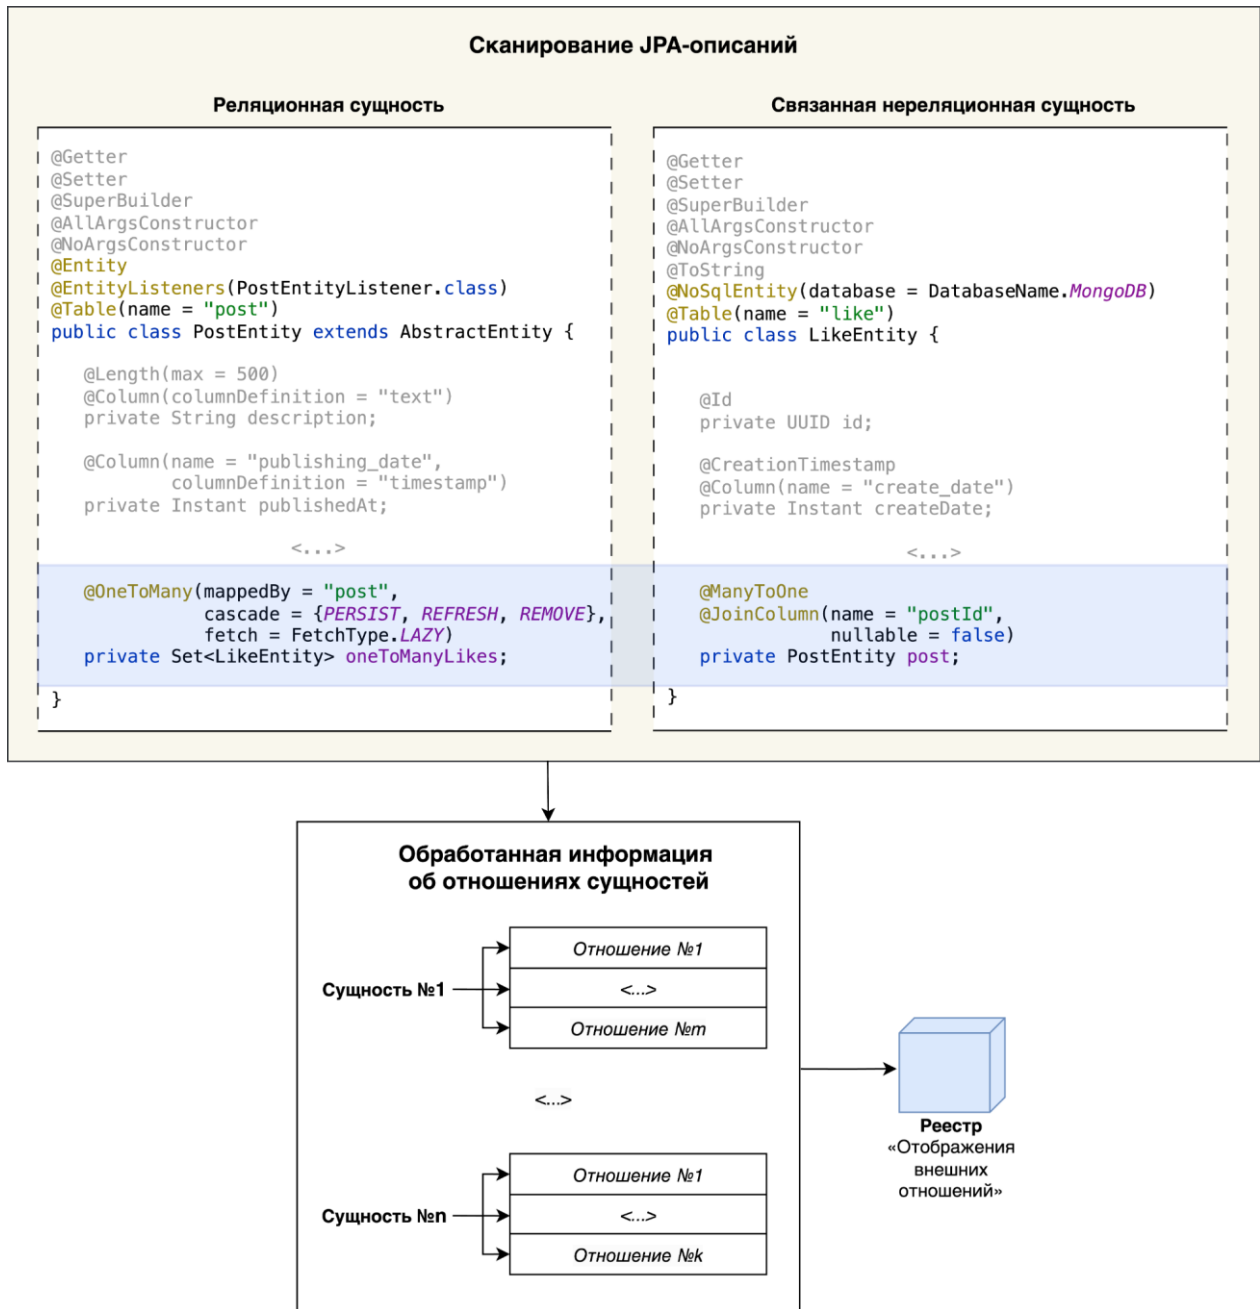 Сканирование JPA-описаний
Реляционная сущность
@Getter
@Setter
@SuperBuilder
@AllArgsConstructor
@NoArgsConstructor
@Entity
@EntityListeners(PostEntityListener.class)
@Table(name = "post")
public class PostEntity extends AbstractEntity {
@Length(max = 500)
@Column(columnDefinition = "text")
private String description;
@Column(name = "publishing_date",
columnDefinition = "timestamp")
private Instant publishedAt;
<...>
@OneToMany(mappedBy = "post",
cascade = {PERSIST, REFRESH, REMOVE},
fetch = FetchType.LAZY)
private Set<LikeEntity> oneToManyLikes;
}
Связанная нереляционная сущность
@Getter
@Setter
@SuperBuilder
@AllArgsConstructor
@NoArgsConstructor
@ToString
@NoSqlEntity(database = DatabaseName.MongoDB)
@Table(name = "like")
public class LikeEntity {
@Id
private UUID id;
@CreationTimestamp
@Column(name = "create_date")
private Instant createDate;
<...>
@ManyToOne
@JoinColumn(name = "postId",
nullable = false)
private PostEntity post;
}
Обработанная информация
об отношениях сущностей
Сущность №1
Отношение №1
<...>
Отношение №m
<...>
Сущность №n
Отношение №1
<...>
Отношение №k
Реестр
«Отображения
внешних
отношений»